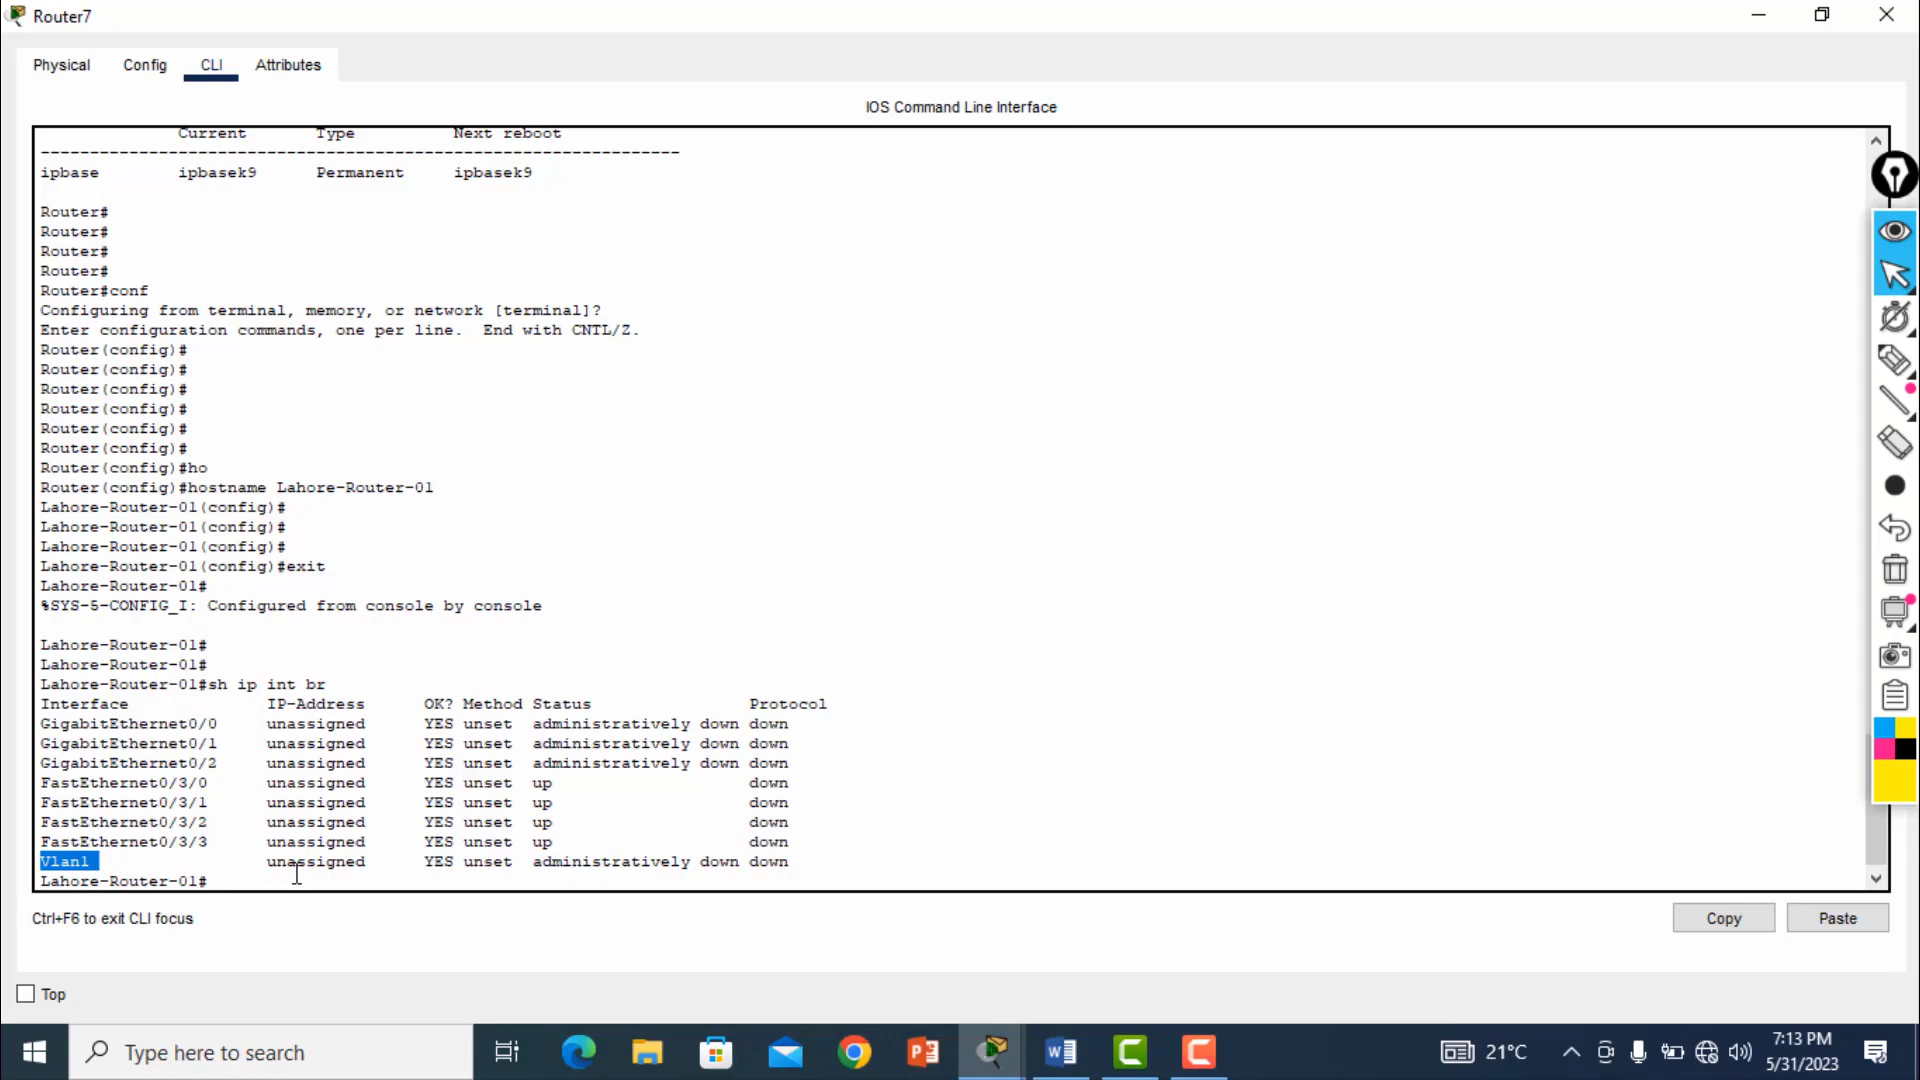 Router7
Physical Config CLI Attributes
IOS Command Line Interface
Current Type Next reboot
-----------------------------------------------------------------
ipbase ipbasek9 Permanent ipbasek9
Router#
Router#
Router#
Router#
Router#conf
Configuring from terminal, memory, or network [terminal]?
Enter configuration commands, one per line. End with CNTL/Z.
Router(config)#
Router(config)#
Router(config)#
Router(config)#
Router(config)#
Router(config)#
Router(config)#ho
Router(config)#hostname Lahore-Router-01
Lahore-Router-01(config)#
Lahore-Router-01(config)#
Lahore-Router-01(config)#
Lahore-Router-01(config)#exit
Lahore-Router-01#
%SYS-5-CONFIG_I: Configured from console by console
Lahore-Router-01#
Lahore-Router-01#
Lahore-Router-01#sh ip int br
Interface IP-Address OK? Method Status Protocol
GigabitEthernet0/0 unassigned YES unset administratively down down
GigabitEthernet0/1 unassigned YES unset administratively down down
GigabitEthernet0/2 unassigned YES unset administratively down down
FastEthernet0/3/0 unassigned YES unset up down
FastEthernet0/3/1 unassigned YES unset up down
FastEthernet0/3/2 unassigned YES unset up down
FastEthernet0/3/3 unassigned YES unset up down
Vlan1 unassigned YES unset administratively down down
Lahore-Router-01#
Ctrl+F6 to exit CLI focus
Copy Paste
Top
Type here to search
21°C
7:13 PM
5/31/2023